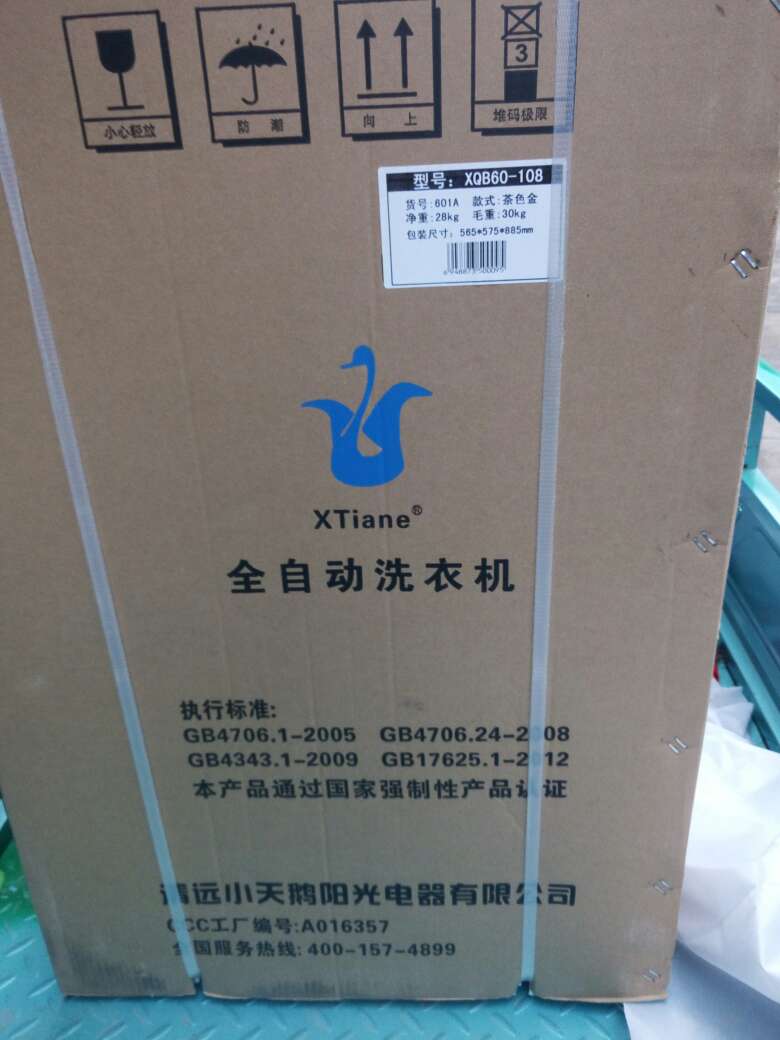 3
小心轻放
防 潮
向 上
堆码极限
型号: XQB60-108
货号:601A 款式:茶色金
净重:28kg 毛重:30kg
包装尺寸: 565*575*885mm
XTiane®
全自动洗衣机
执行标准:
GB4706.1-2005 GB4706.24-2008
GB4343.1-2009 GB17625.1-2012
本产品通过国家强制性产品认证
清远小天鹅阳光电器有限公司
CCC工厂编号:A016357
全国服务热线:400-157-4899